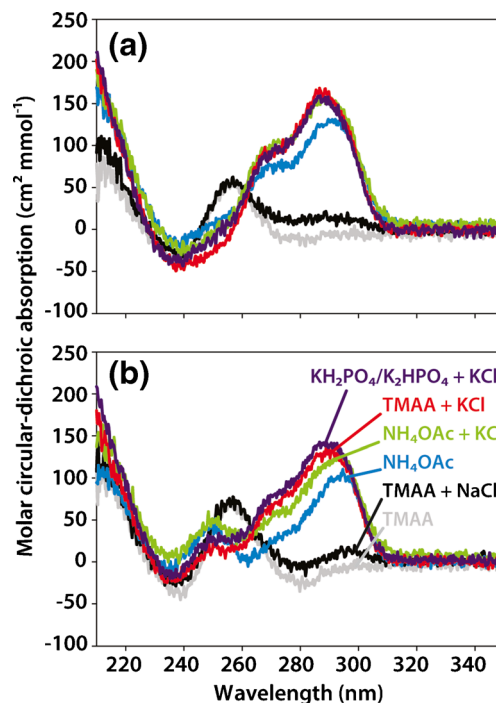 250
(a)
200
150
100
50
0
-50
-100
250
(b)
200
150
100
50
0
-50
-100
KH₂PO₄/K₂HPO₄ + KCl
TMAA + KCl
NH₄OAc + KC
NH₄OAc
TMAA + NaCl
TMAA
220 240 260 280 300 320 34
Wavelength (nm)
Molar circular-dichroic absorption (cm² mmol⁻¹)